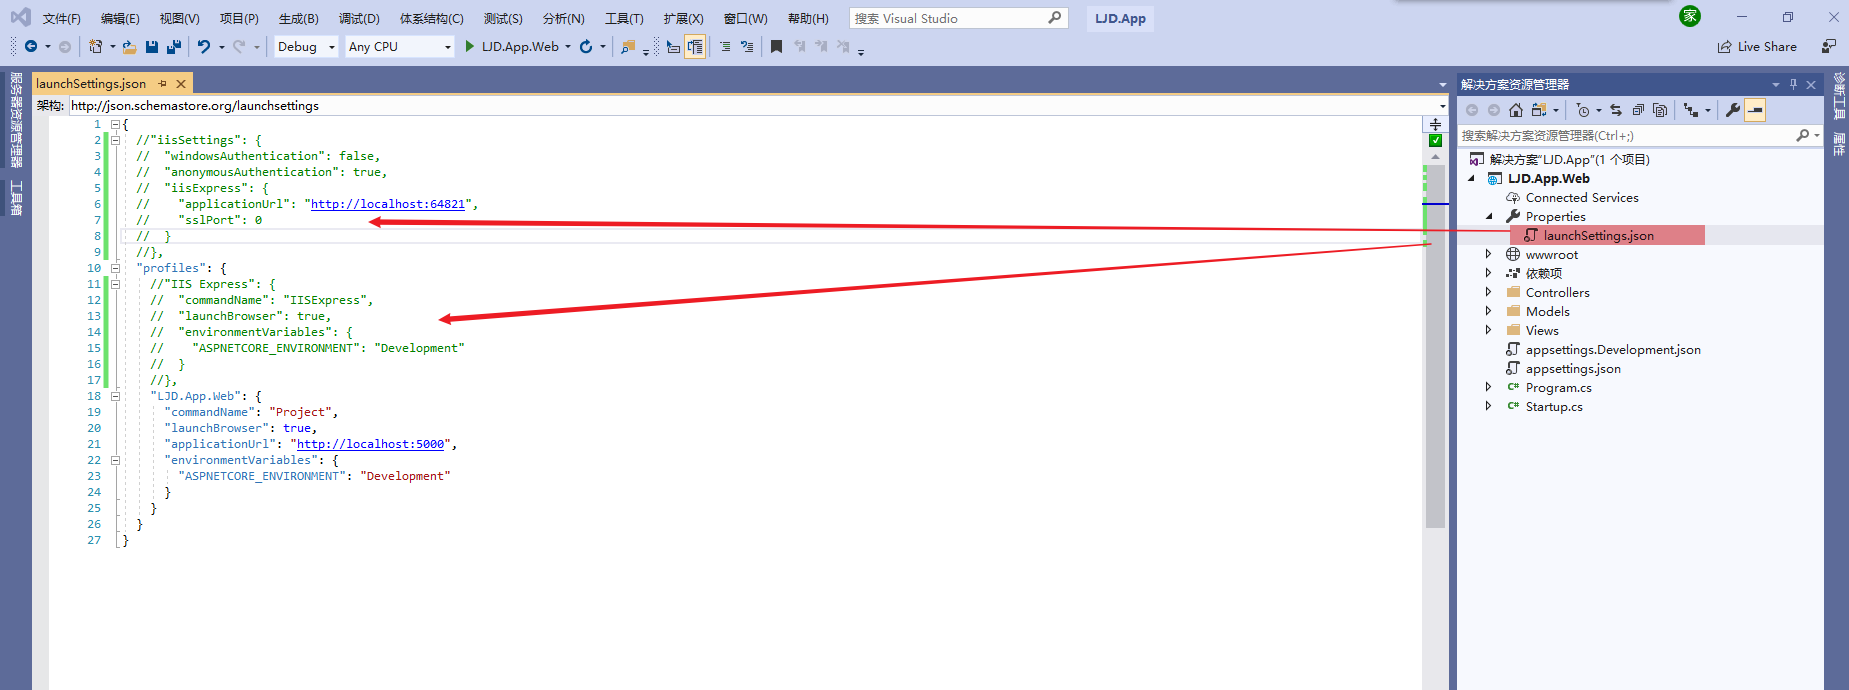 文件(F) 编辑(E) 视图(V) 项目(P) 生成(B) 调试(D) 体系结构(C) 测试(S) 分析(N) 工具(T) 扩展(X) 窗口(W) 帮助(H) 搜索 Visual Studio LJD.App 家
Debug Any CPU LJD.App.Web Live Share
服务器资源管理器
工具箱
launchSettings.json
架构: http://json.schemastore.org/launchsettings
1 {
2 //"iisSettings": {
3 // "windowsAuthentication": false,
4 // "anonymousAuthentication": true,
5 // "iisExpress": {
6 // "applicationUrl": "http://localhost:64821",
7 // "sslPort": 0
8 // }
9 //},
10 "profiles": {
11 //"IIS Express": {
12 // "commandName": "IISExpress",
13 // "launchBrowser": true,
14 // "environmentVariables": {
15 // "ASPNETCORE_ENVIRONMENT": "Development"
16 // }
17 //},
18 "LJD.App.Web": {
19 "commandName": "Project",
20 "launchBrowser": true,
21 "applicationUrl": "http://localhost:5000",
22 "environmentVariables": {
23 "ASPNETCORE_ENVIRONMENT": "Development"
24 }
25 }
26 }
27 }
解决方案资源管理器
搜索解决方案资源管理器(Ctrl+;)
解决方案"LJD.App"(1 个项目)
LJD.App.Web
Connected Services
Properties
launchSettings.json
wwwroot
依赖项
Controllers
Models
Views
appsettings.Development.json
appsettings.json
C# Program.cs
C# Startup.cs
诊断工具
属性